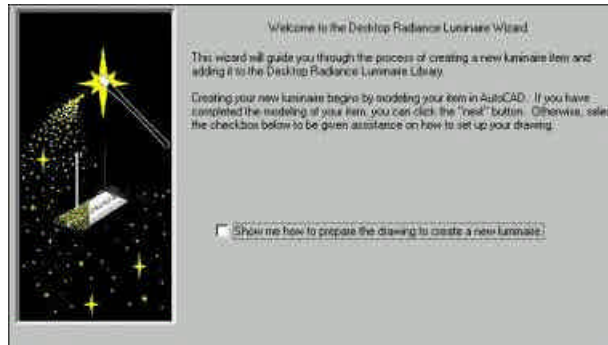 Welcome to the Desktop Radiance Luminaire Wizard
This wizard will guide you through the process of creating a new luminaire item and
adding it to the Desktop Radiance Luminaire Library.
Creating your new luminaire begins by modeling your item in AutoCAD. If you have
completed the modeling of your item, you can click the "next" button. Otherwise, selec
the checkbox below to be given assistance on how to set up your drawing.
Show me how to prepare the drawing to create a new luminaire.